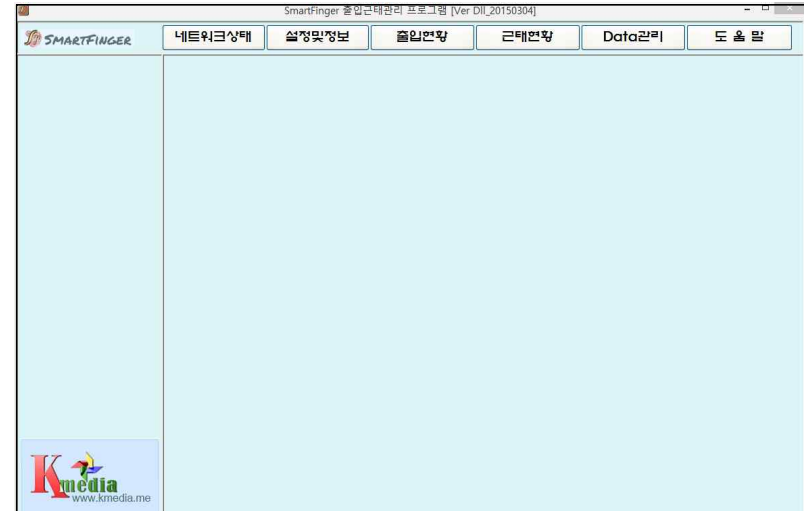 SmartFinger 출입근태관리 프로그램 [Ver Dll_20150304]
SMARTFINGER
네트워크상태 설정및정보 출입현황 근태현황 Data관리 도 움 말
Kmedia
www.kmedia.me